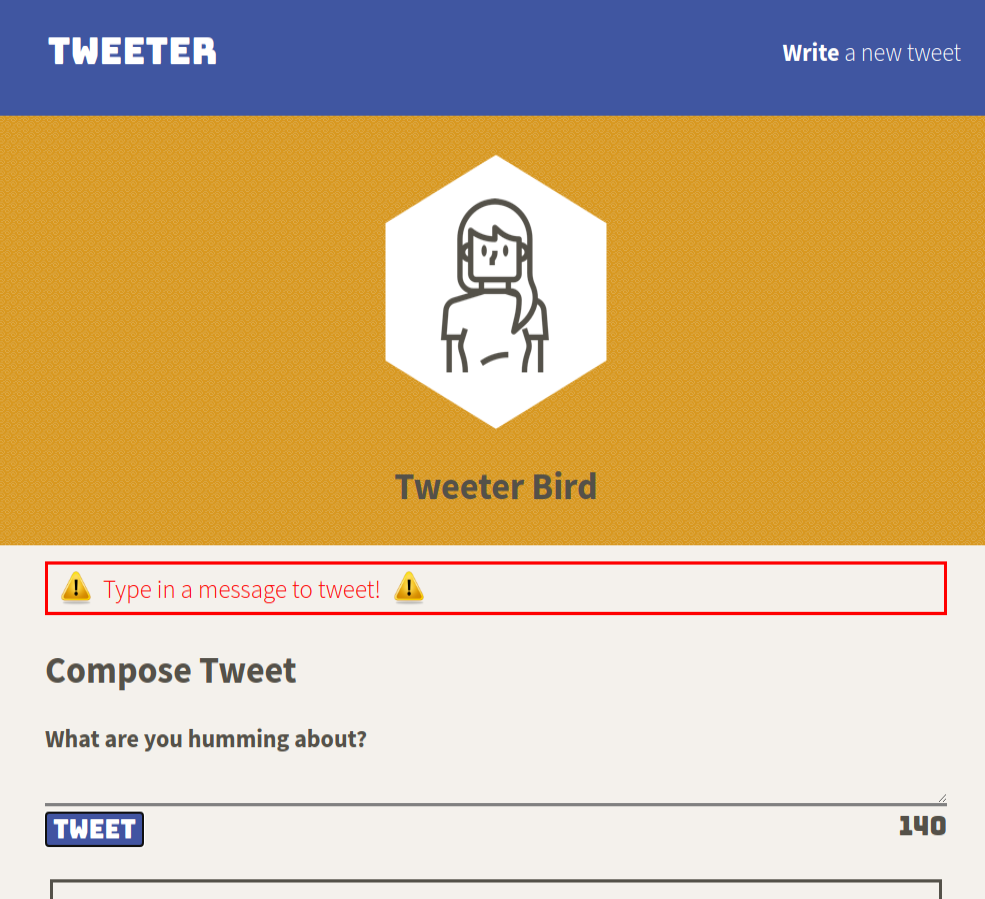 TWEETER
Write a new tweet
Tweeter Bird
Type in a message to tweet!
Compose Tweet
What are you humming about?
TWEET
140